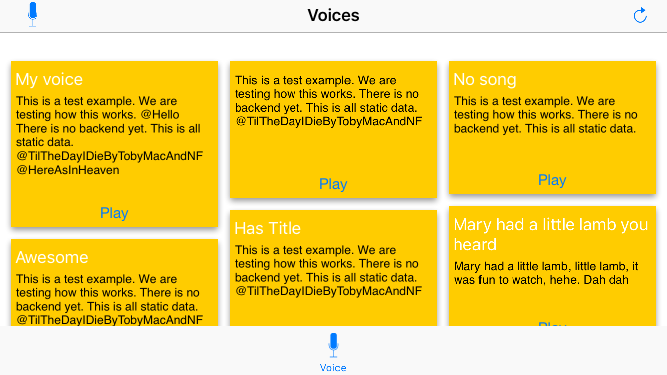 Voices
My voice
This is a test example. We are
testing how this works. @Hello
There is no backend yet. This is all
static data.
@TilTheDayIDieByTobyMacAndNF
@HereAsInHeaven
Play
Awesome
This is a test example. We are
testing how this works. There is no
backend yet. This is all static data.
@TilTheDayIDieByTobyMacAndNF
This is a test example. We are
testing how this works. There is no
backend yet. This is all static data.
@TilTheDayIDieByTobyMacAndNF
Play
Has Title
This is a test example. We are
testing how this works. There is no
backend yet. This is all static data.
@TilTheDayIDieByTobyMacAndNF
No song
This is a test example. We are
testing how this works. There is no
backend yet. This is all static data.
Play
Mary had a little lamb you
heard
Mary had a little lamb, little lamb, it
was fun to watch, hehe. Dah dah
Voice